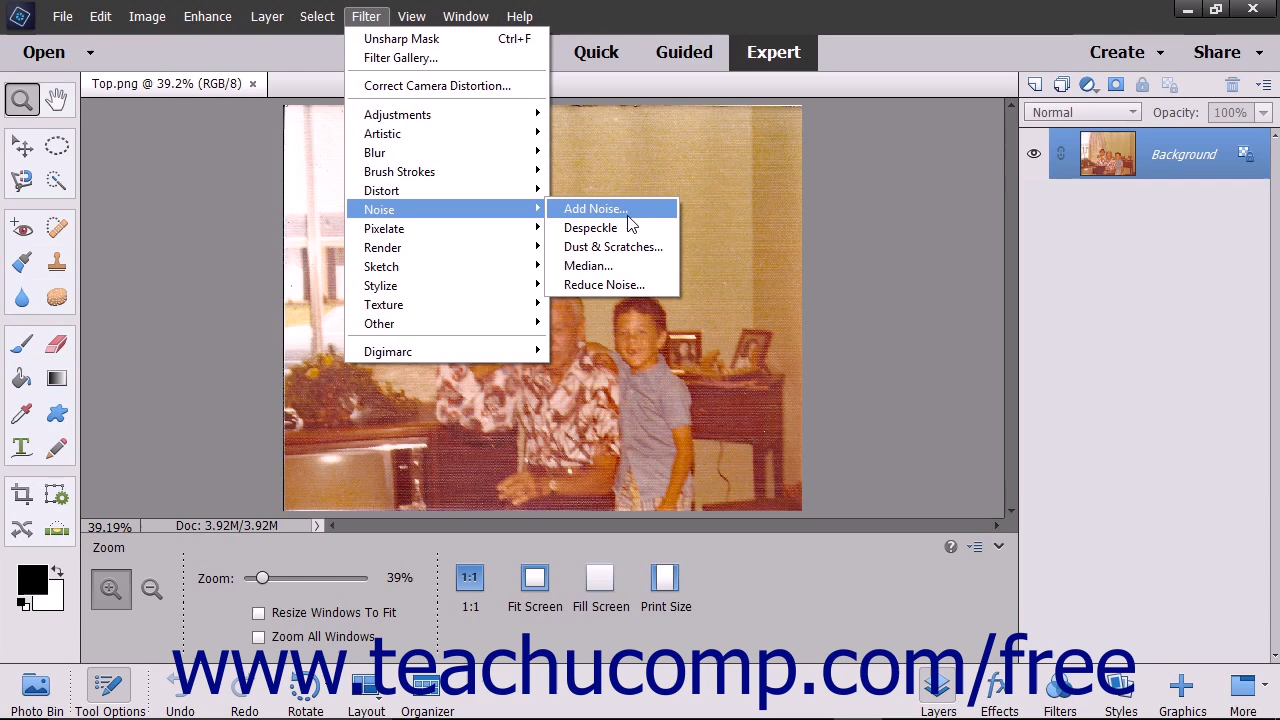 File Edit Image Enhance Layer Select Filter View Window Help
Open Quick Guided Expert Create Share
Top.png @ 39.2% (RGB/8) ×
Unsharp Mask Ctrl+F
Filter Gallery...
Correct Camera Distortion...
Adjustments
Artistic
Blur
Brush Strokes
Distort
Noise
Pixelate
Render
Sketch
Stylize
Texture
Other
Digimarc
Add Noise...
Despeckle
Dust & Scratches...
Median...
Reduce Noise...
Normal Opacity: 100%
Background
39.19% Doc: 3.92M/3.92M
Zoom
Zoom: 39%
Resize Windows To Fit
Zoom All Windows
1:1
1:1 Fit Screen Fill Screen Print Size
www.teachucomp.com/free
Photo Bin Tool Options Undo Redo Rotate Layout Organizer Layers Effects Filters Styles Graphics More